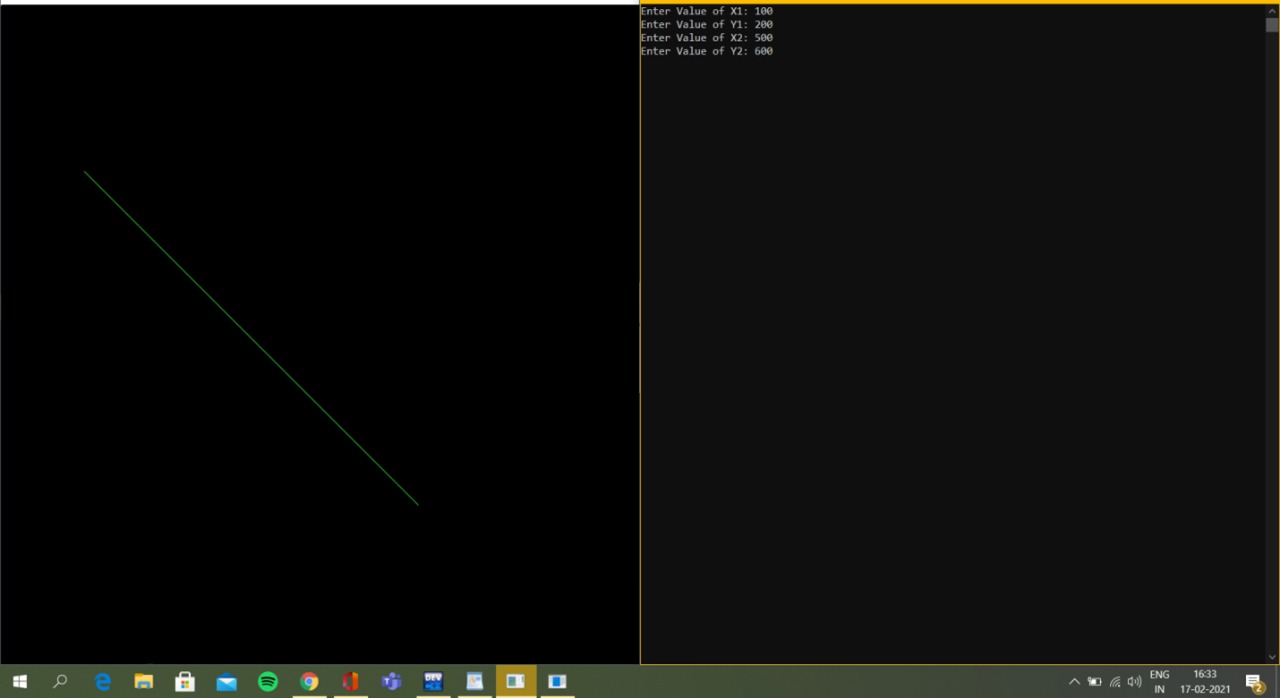 Enter Value of X1: 100
Enter Value of Y1: 200
Enter Value of X2: 500
Enter Value of Y2: 600
DEV
ENG
IN
16:33
17-02-2021
2